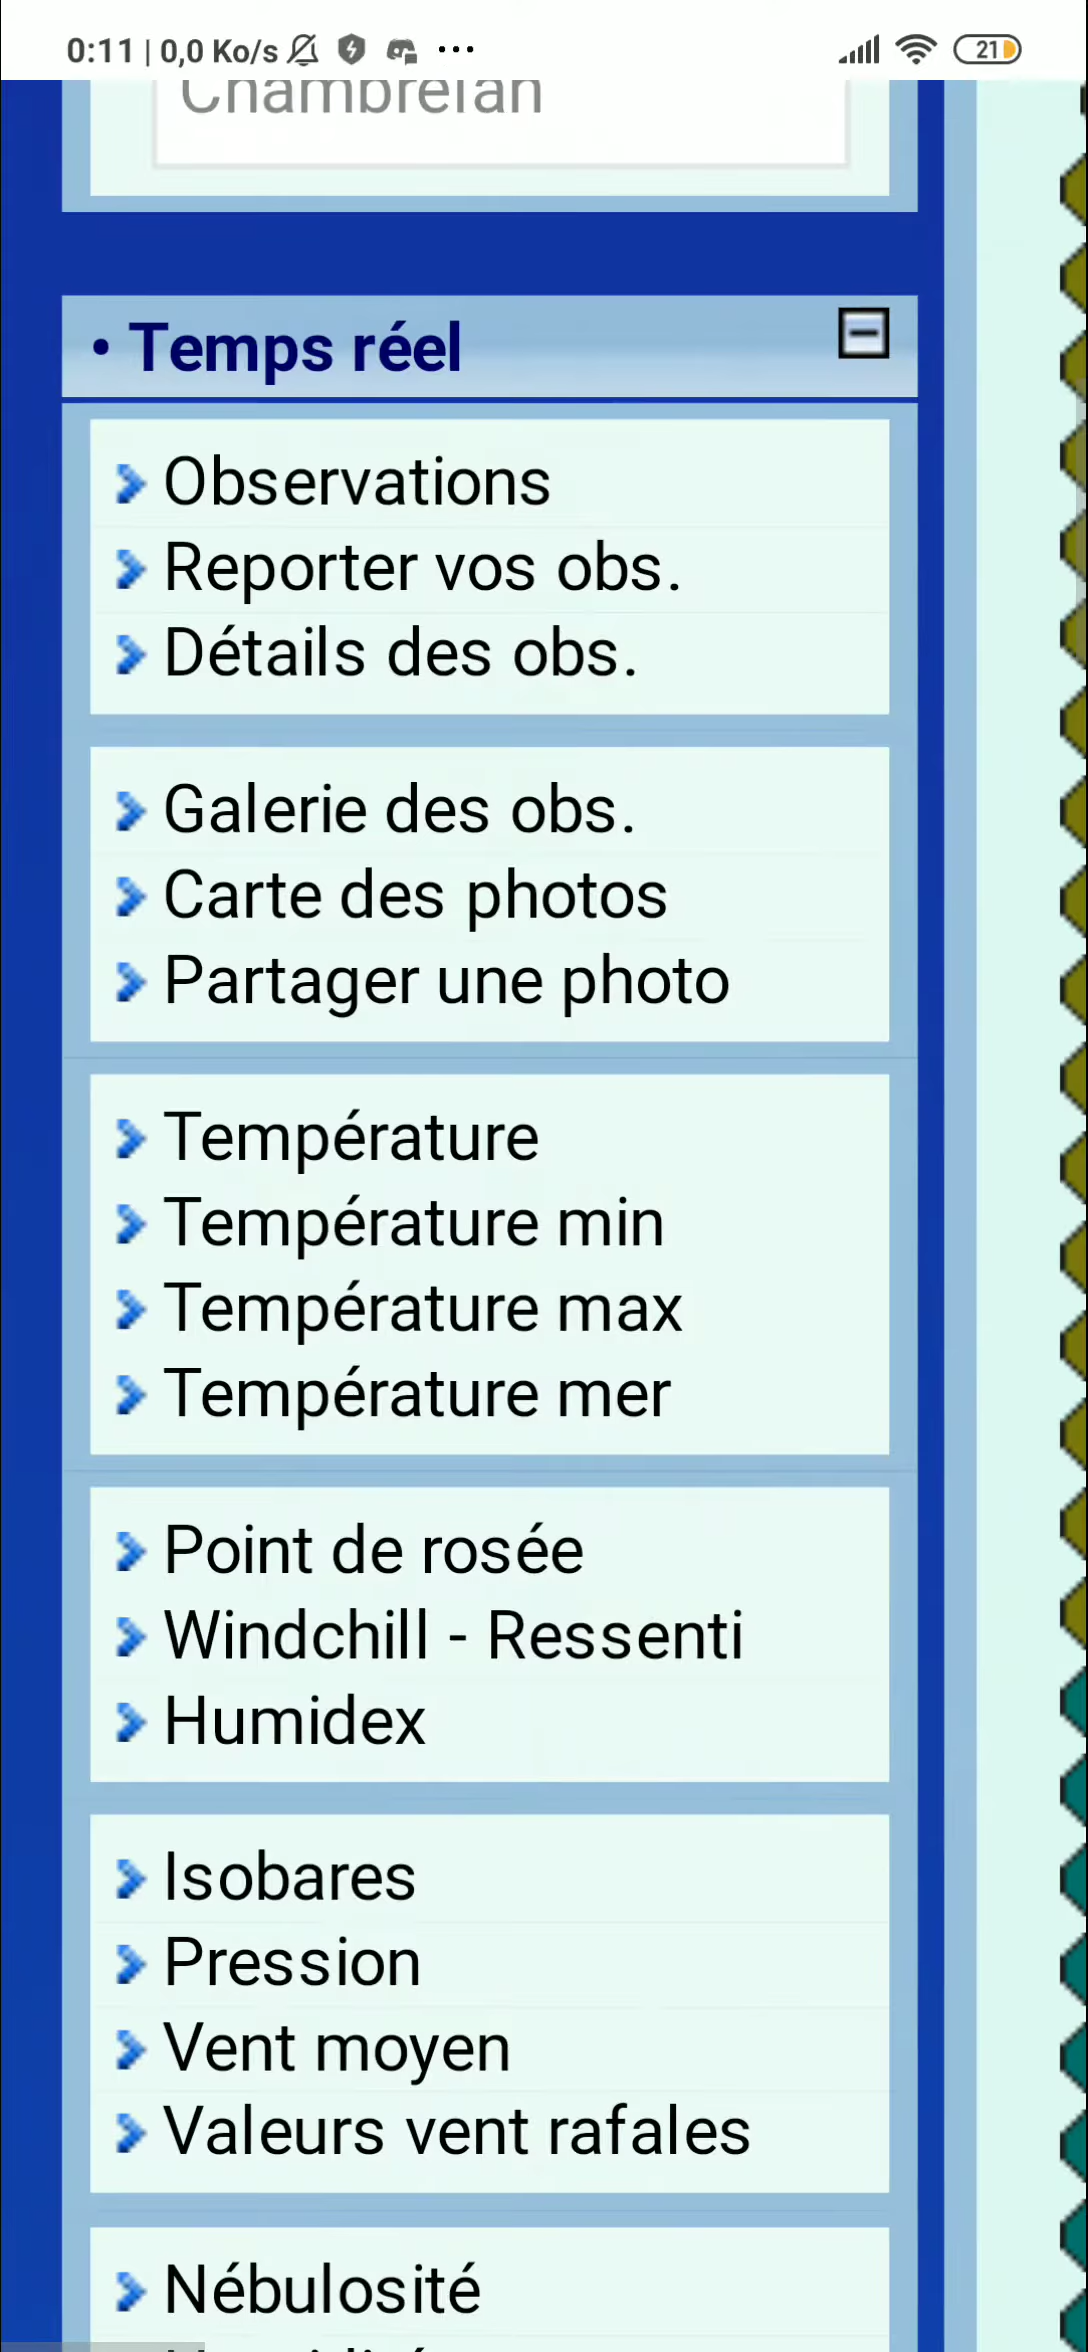 0:11 | 0,0 Ko/s
21
Chambrelan
• Temps réel
Observations
Reporter vos obs.
Détails des obs.
Galerie des obs.
Carte des photos
Partager une photo
Température
Température min
Température max
Température mer
Point de rosée
Windchill - Ressenti
Humidex
Isobares
Pression
Vent moyen
Valeurs vent rafales
Nébulosité